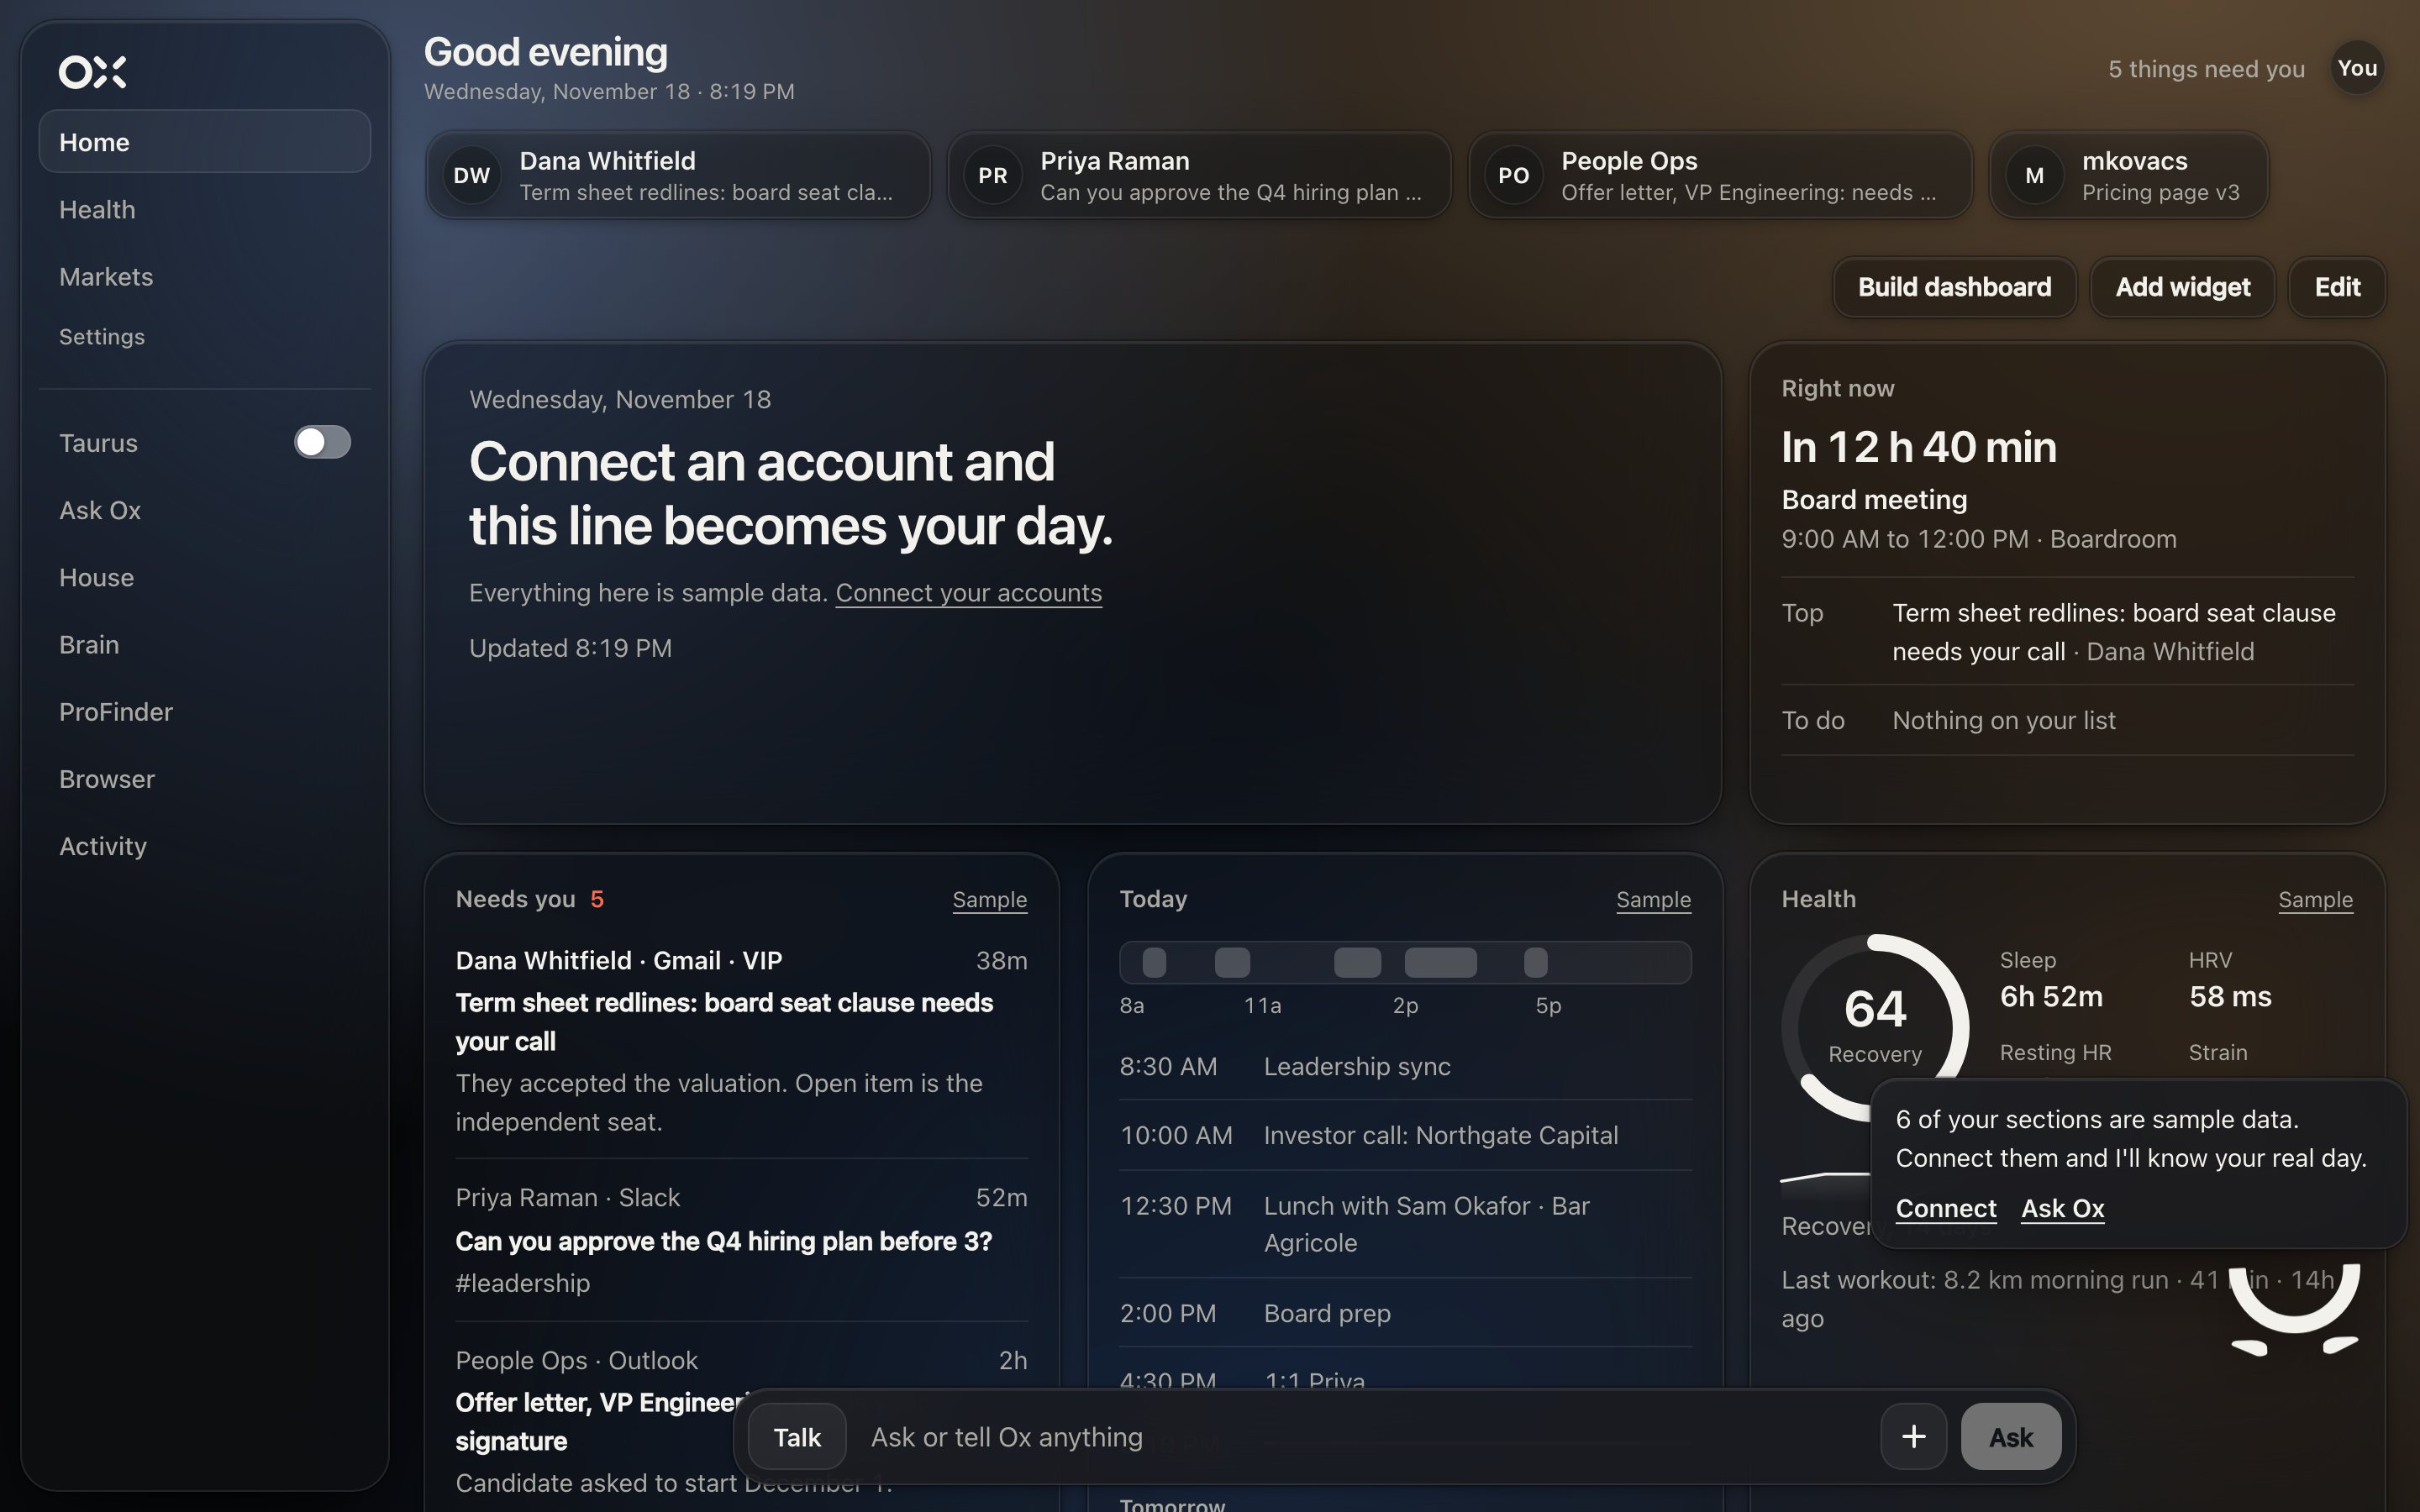 OX
Home
Health
Markets
Settings
Taurus
Ask Ox
House
Brain
ProFinder
Browser
Activity
Good evening
Wednesday, November 18 · 8:19 PM
5 things need you
You
DW
Dana Whitfield
Term sheet redlines: board seat cla...
PR
Priya Raman
Can you approve the Q4 hiring plan ...
PO
People Ops
Offer letter, VP Engineering: needs ...
M
mkovacs
Pricing page v3
Build dashboard
Add widget
Edit
Wednesday, November 18
Connect an account and
this line becomes your day.
Everything here is sample data. Connect your accounts
Updated 8:19 PM
Right now
In 12 h 40 min
Board meeting
9:00 AM to 12:00 PM · Boardroom
Top
Term sheet redlines: board seat clause
needs your call · Dana Whitfield
To do
Nothing on your list
Needs you 5
Sample
Dana Whitfield · Gmail · VIP
38m
Term sheet redlines: board seat clause needs
your call
They accepted the valuation. Open item is the
independent seat.
Priya Raman · Slack
52m
Can you approve the Q4 hiring plan before 3?
#leadership
People Ops · Outlook
2h
Offer letter, VP Engineer
signature
Candidate asked to start December 1.
Today
Sample
8a
11a
2p
5p
8:30 AM
Leadership sync
10:00 AM
Investor call: Northgate Capital
12:30 PM
Lunch with Sam Okafor · Bar
Agricole
2:00 PM
Board prep
4:30 PM
1:1 Priya
Tomorrow
Health
Sample
64
Recovery
Sleep
6h 52m
HRV
58 ms
Resting HR
Strain
6 of your sections are sample data.
Connect them and I'll know your real day.
Connect
Ask Ox
Recover
Last workout: 8.2 km morning run · 41 in · 14h
ago
Talk
Ask or tell Ox anything
+
Ask